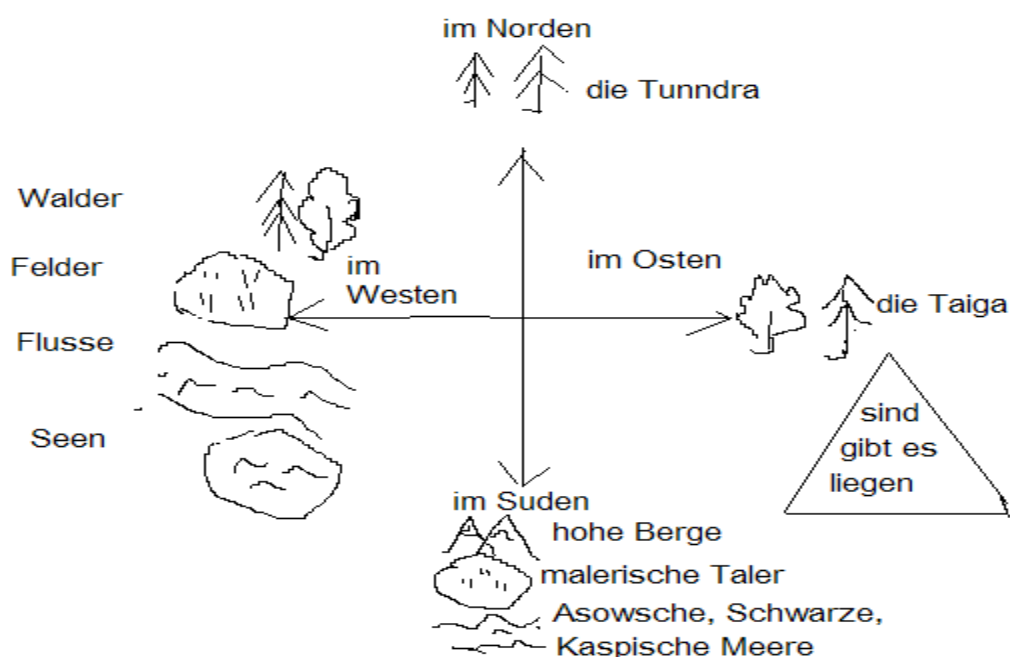 im Norden
die Tunndra
Walder
Felder
im
Westen
im Osten
die Taiga
Flusse
sind
gibt es
liegen
Seen
im Suden
hohe Berge
malerische Taler
Asowsche, Schwarze,
Kaspische Meere